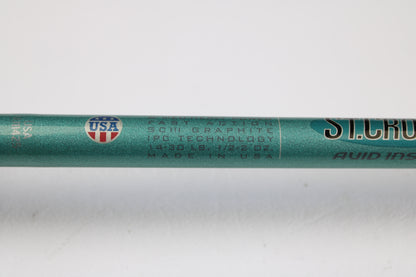 USA
FAST ACTION
SCIII GRAPHITE
IPC TECHNOLOGY
14-30 LB. 1/2-2 OZ.
MADE IN USA
ST.CRO
AVID INS